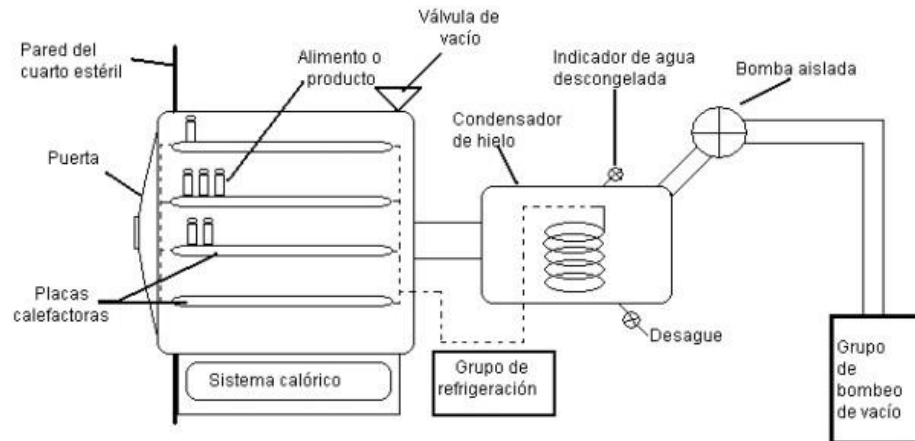 Pared del
cuarto estéril
Alimento o
producto
Válvula de
vacío
Indicador de agua
descongelada
Bomba aislada
Condensador
de hielo
Puerta
Placas
calefactoras
Desague
Sistema calórico
Grupo de
refrigeración
Grupo
de
bombeo
de vacío